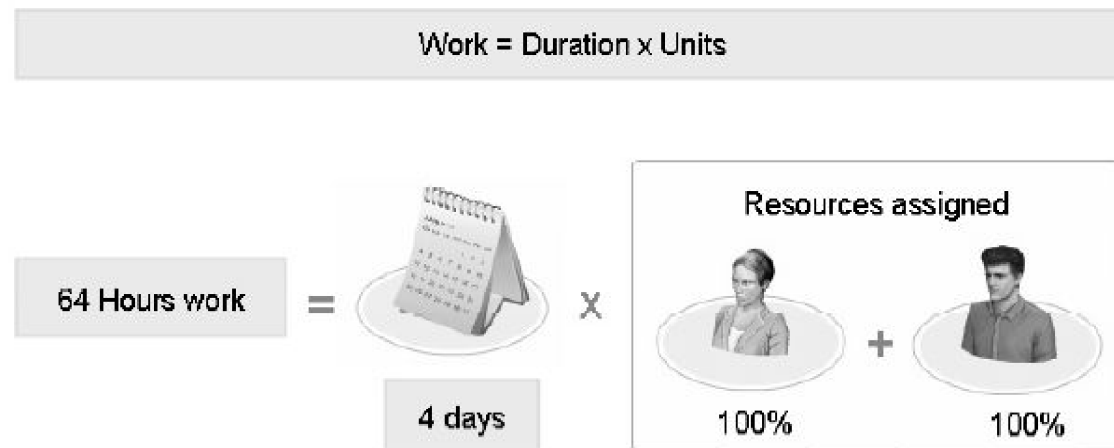 Work = Duration x Units
Resources assigned
64 Hours work
=
x
+
4 days
100%
100%